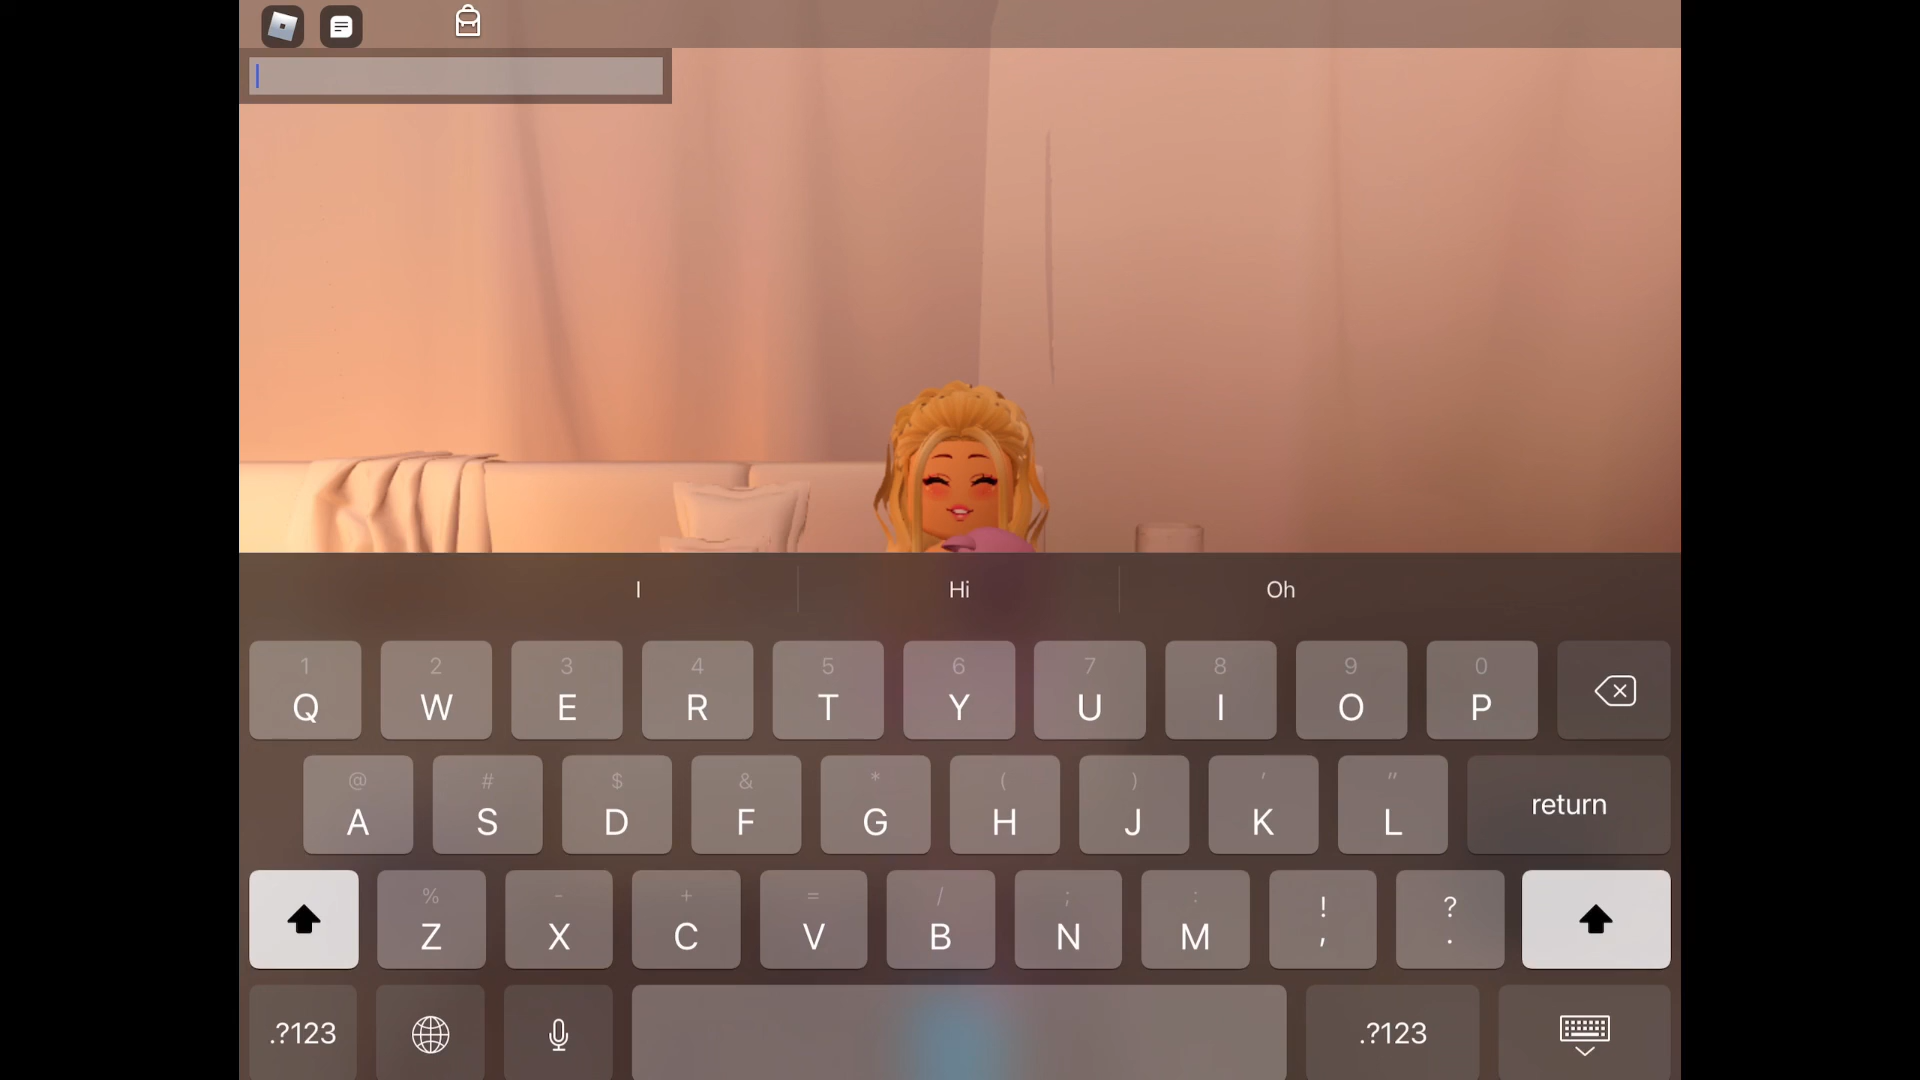 I Hi Oh
1 2 3 4 5 6 7 8 9 0
Q W E R T Y U I O P
@ # $ & * ( ) ' "
A S D F G H J K L return
% - + = / ; : ! ?
Z X C V B N M , .
.?123 .?123